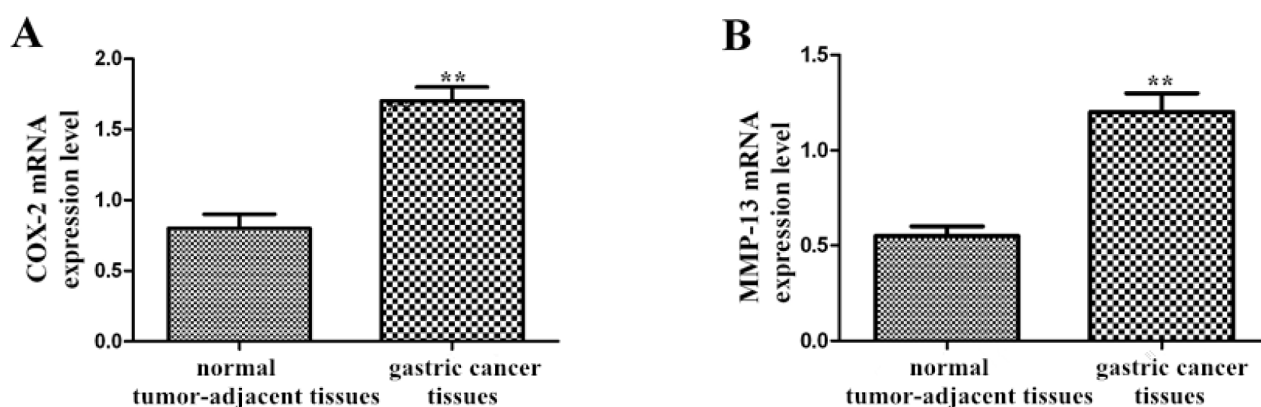 A
COX-2 mRNA
expression level
2.0
1.5
1.0
0.5
0.0
**
normal
tumor-adjacent tissues
gastric cancer
tissues
B
MMP-13 mRNA
expression level
1.5
1.0
0.5
0.0
**
normal
tumor-adjacent tissues
gastric cancer
tissues